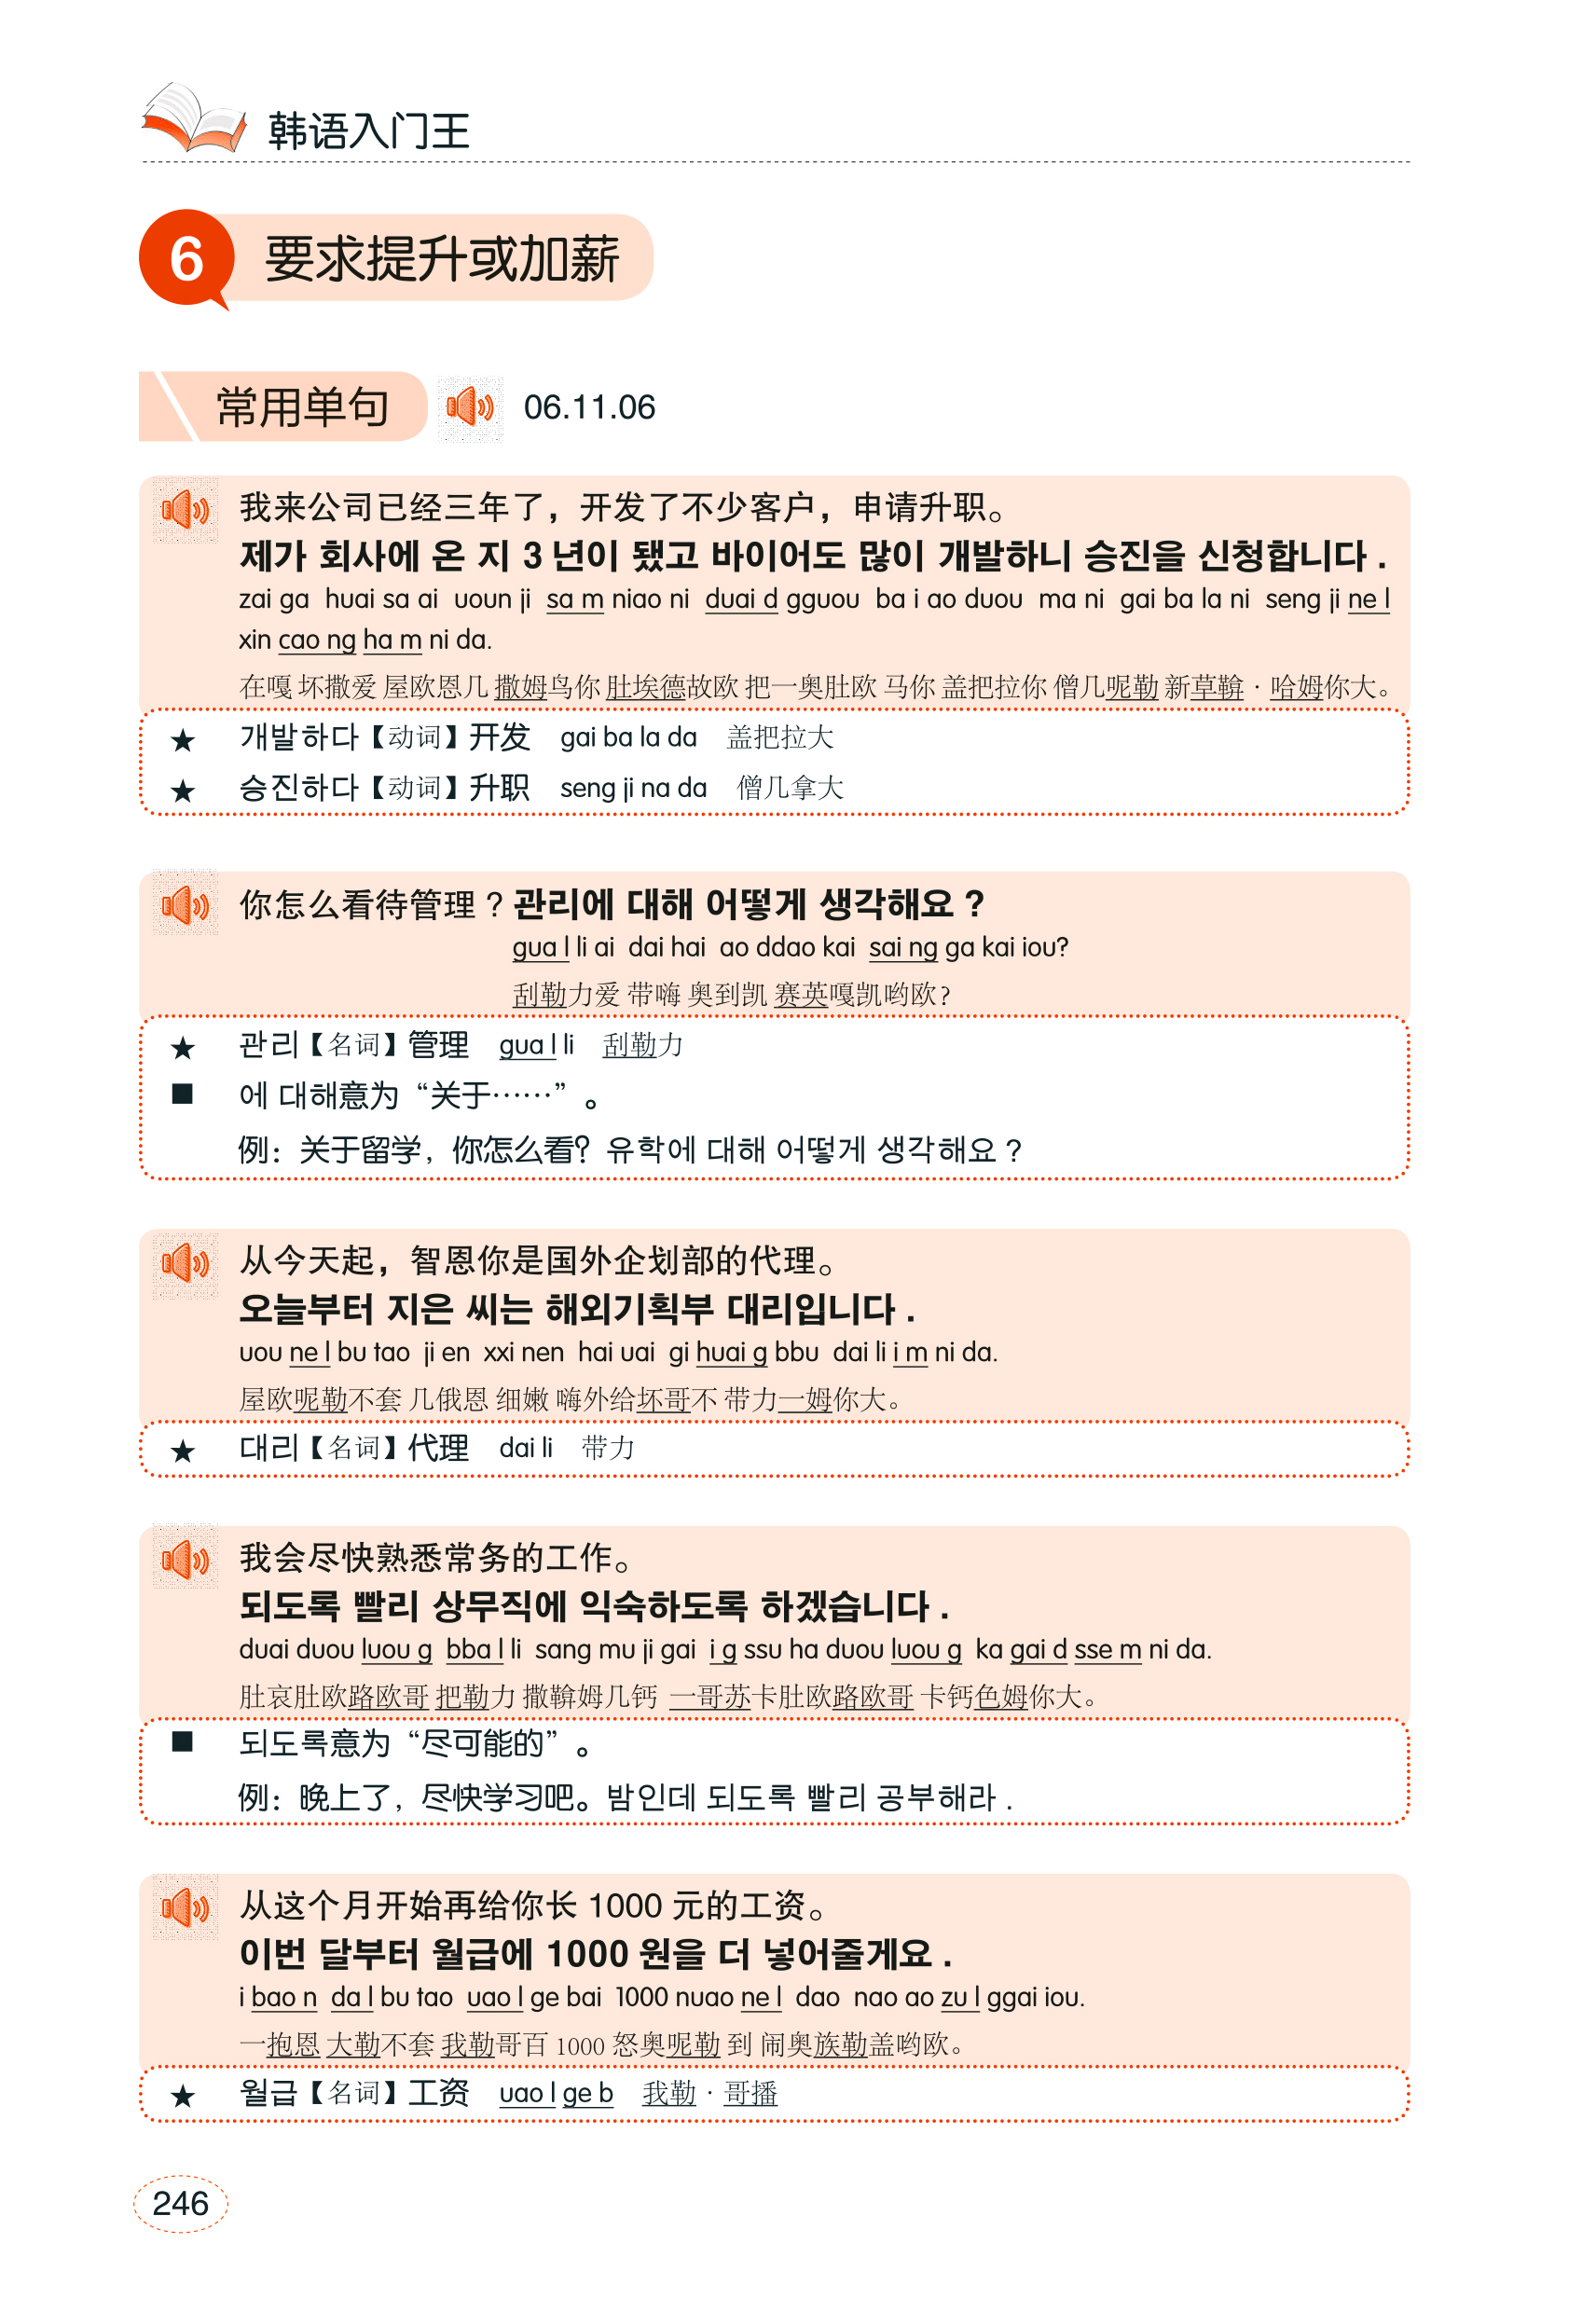 韩语入门王
6 要求提升或加薪
常用单句 06.11.06
我来公司已经三年了，开发了不少客户，申请升职。
제가 회사에 온 지 3 년이 됐고 바이어도 많이 개발하니 승진을 신청합니다 .
zai ga huai sa ai uoun ji sa m niao ni duai d gguou ba i ao duou ma ni gai ba la ni seng ji ne l
xin cao ng ha m ni da.
在嘎 坏撒爱 屋欧恩几 撒姆鸟你 肚埃德故欧 把一奥肚欧 马你 盖把拉你 僧几呢勒 新草鞥 · 哈姆你大。
★ 개발하다【动词】开发 gai ba la da 盖把拉大
★ 승진하다【动词】升职 seng ji na da 僧几拿大
你怎么看待管理？관리에 대해 어떻게 생각해요 ?
gua l li ai dai hai ao ddao kai sai ng ga kai iou?
刮勒力爱 带嗨 奥到凯 赛英嘎凯哟欧?
★ 관리【名词】管理 gua l li 刮勒力
■ 에 대해意为“关于……”。
例：关于留学，你怎么看？유학에 대해 어떻게 생각해요 ?
从今天起，智恩你是国外企划部的代理。
오늘부터 지은 씨는 해외기획부 대리입니다 .
uou ne l bu tao ji en xxi nen hai uai gi huai g bbu dai li i m ni da.
屋欧呢勒不套 几俄恩 细嫩 嗨外给坏哥不 带力一姆你大。
★ 대리【名词】代理 dai li 带力
我会尽快熟悉常务的工作。
되도록 빨리 상무직에 익숙하도록 하겠습니다 .
duai duou luou g bba l li sang mu ji gai i g ssu ha duou luou g ka gai d sse m ni da.
肚哀肚欧路欧哥 把勒力 撒鞥姆几钙 一哥苏卡肚欧路欧哥 卡钙色姆你大。
■ 되도록意为“尽可能的”。
例：晚上了，尽快学习吧。밤인데 되도록 빨리 공부해라 .
从这个月开始再给你长 1000 元的工资。
이번 달부터 월급에 1000 원을 더 넣어줄게요 .
i bao n da l bu tao uao l ge bai 1000 nuao ne l dao nao ao zu l ggai iou.
一抱恩 大勒不套 我勒哥百 1000 怒奥呢勒 到 闹奥族勒盖哟欧。
★ 월급【名词】工资 uao l ge b 我勒 · 哥播
246